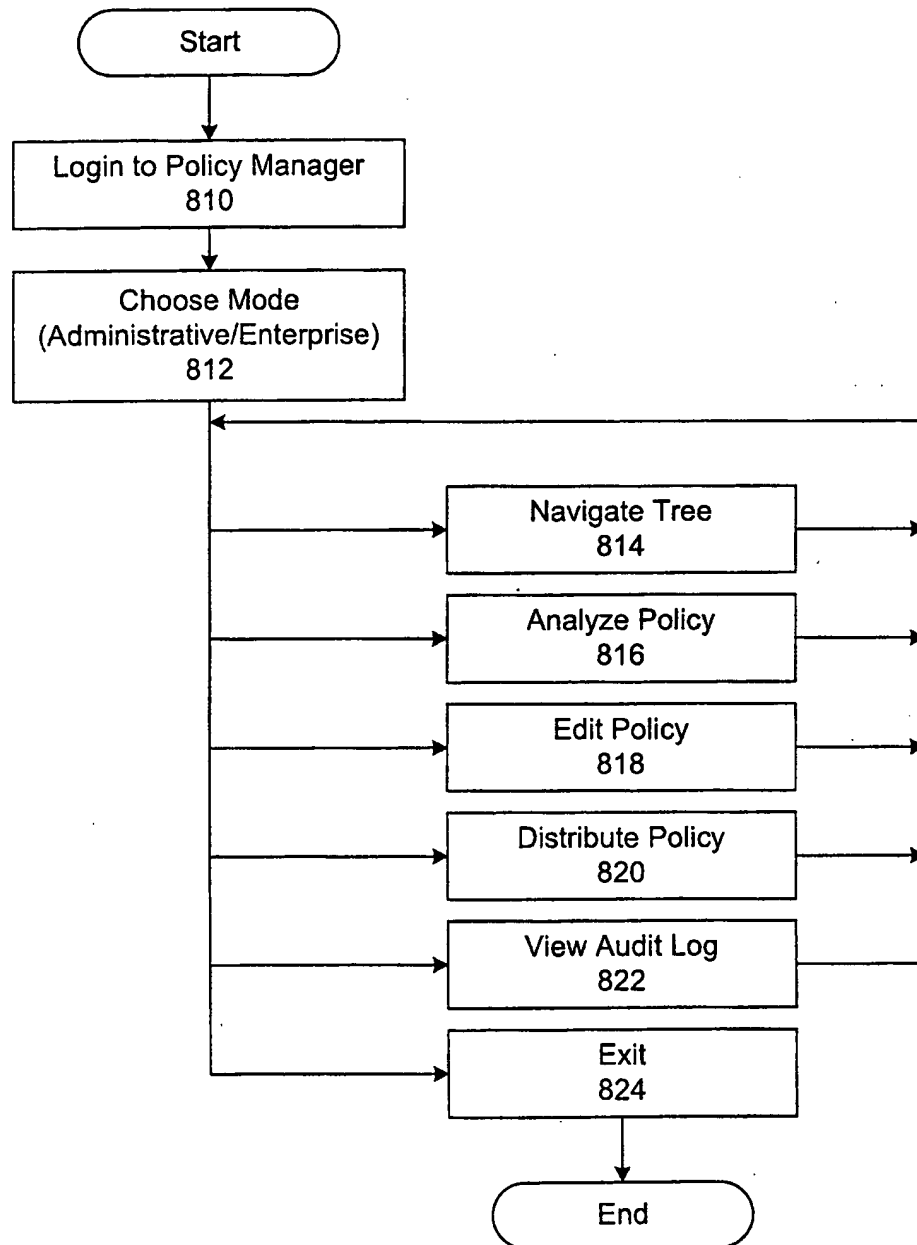 Start
Login to Policy Manager
810
Choose Mode
(Administrative/Enterprise)
812
Navigate Tree
814
Analyze Policy
816
Edit Policy
818
Distribute Policy
820
View Audit Log
822
Exit
824
End